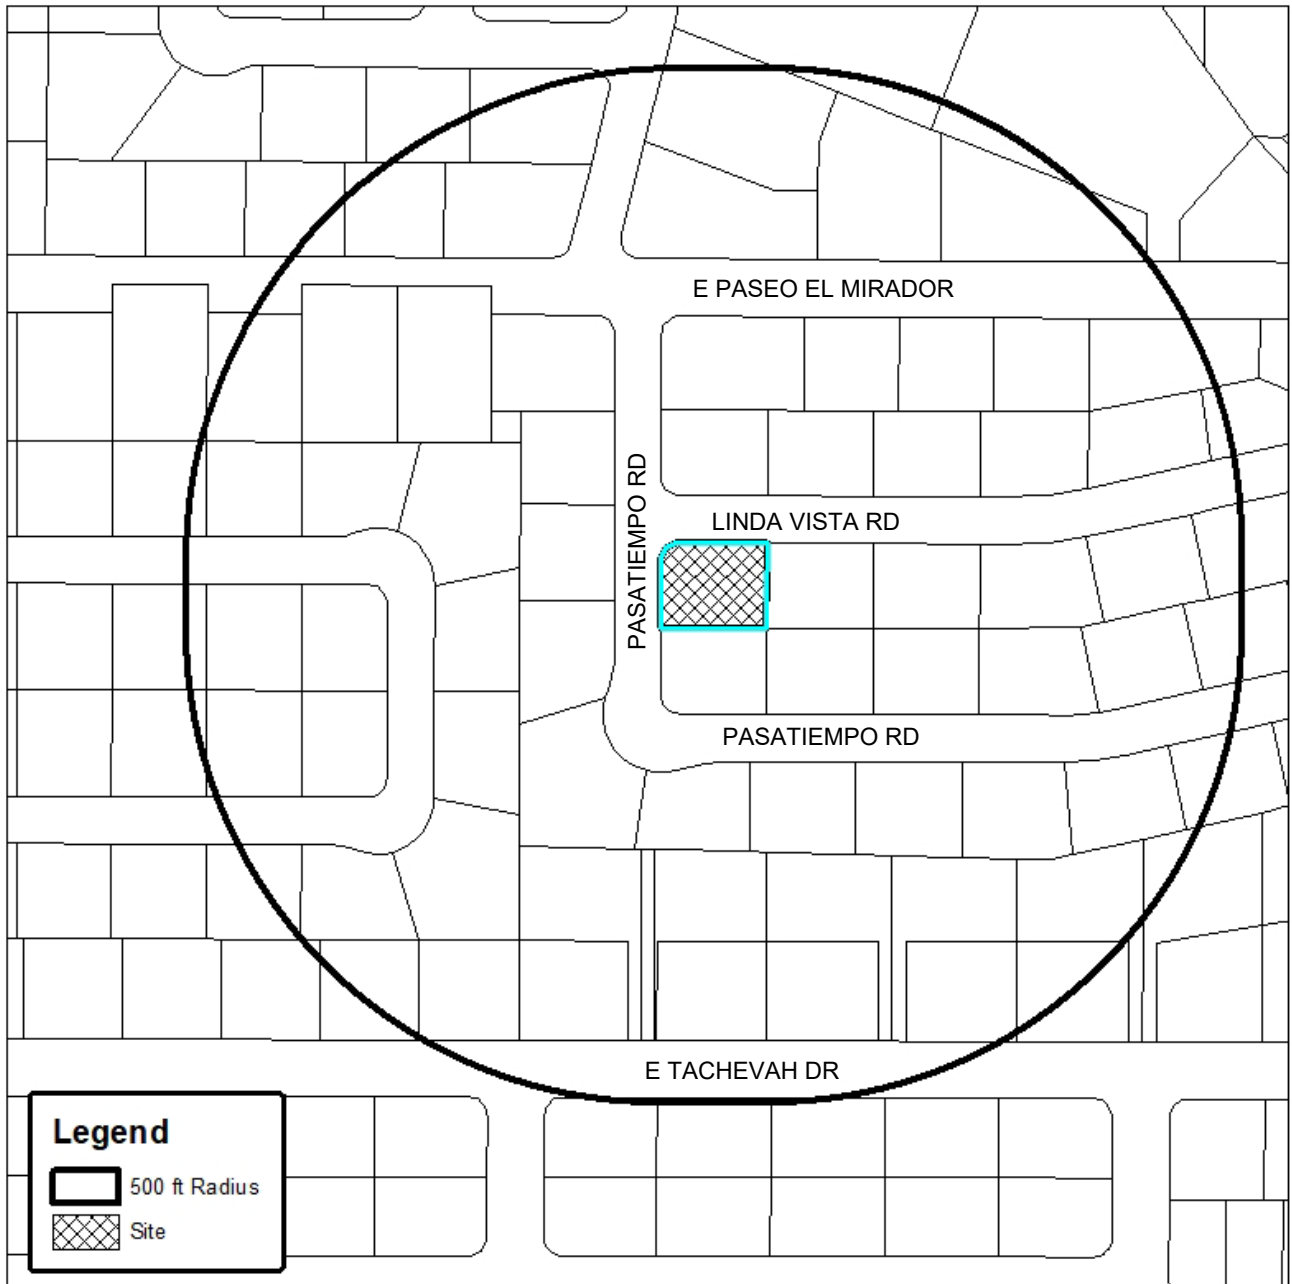 E PASEO EL MIRADOR
PASATIEMPO RD
LINDA VISTA RD
PASATIEMPO RD
E TACHEVAH DR
Legend
500 ft Radius
Site